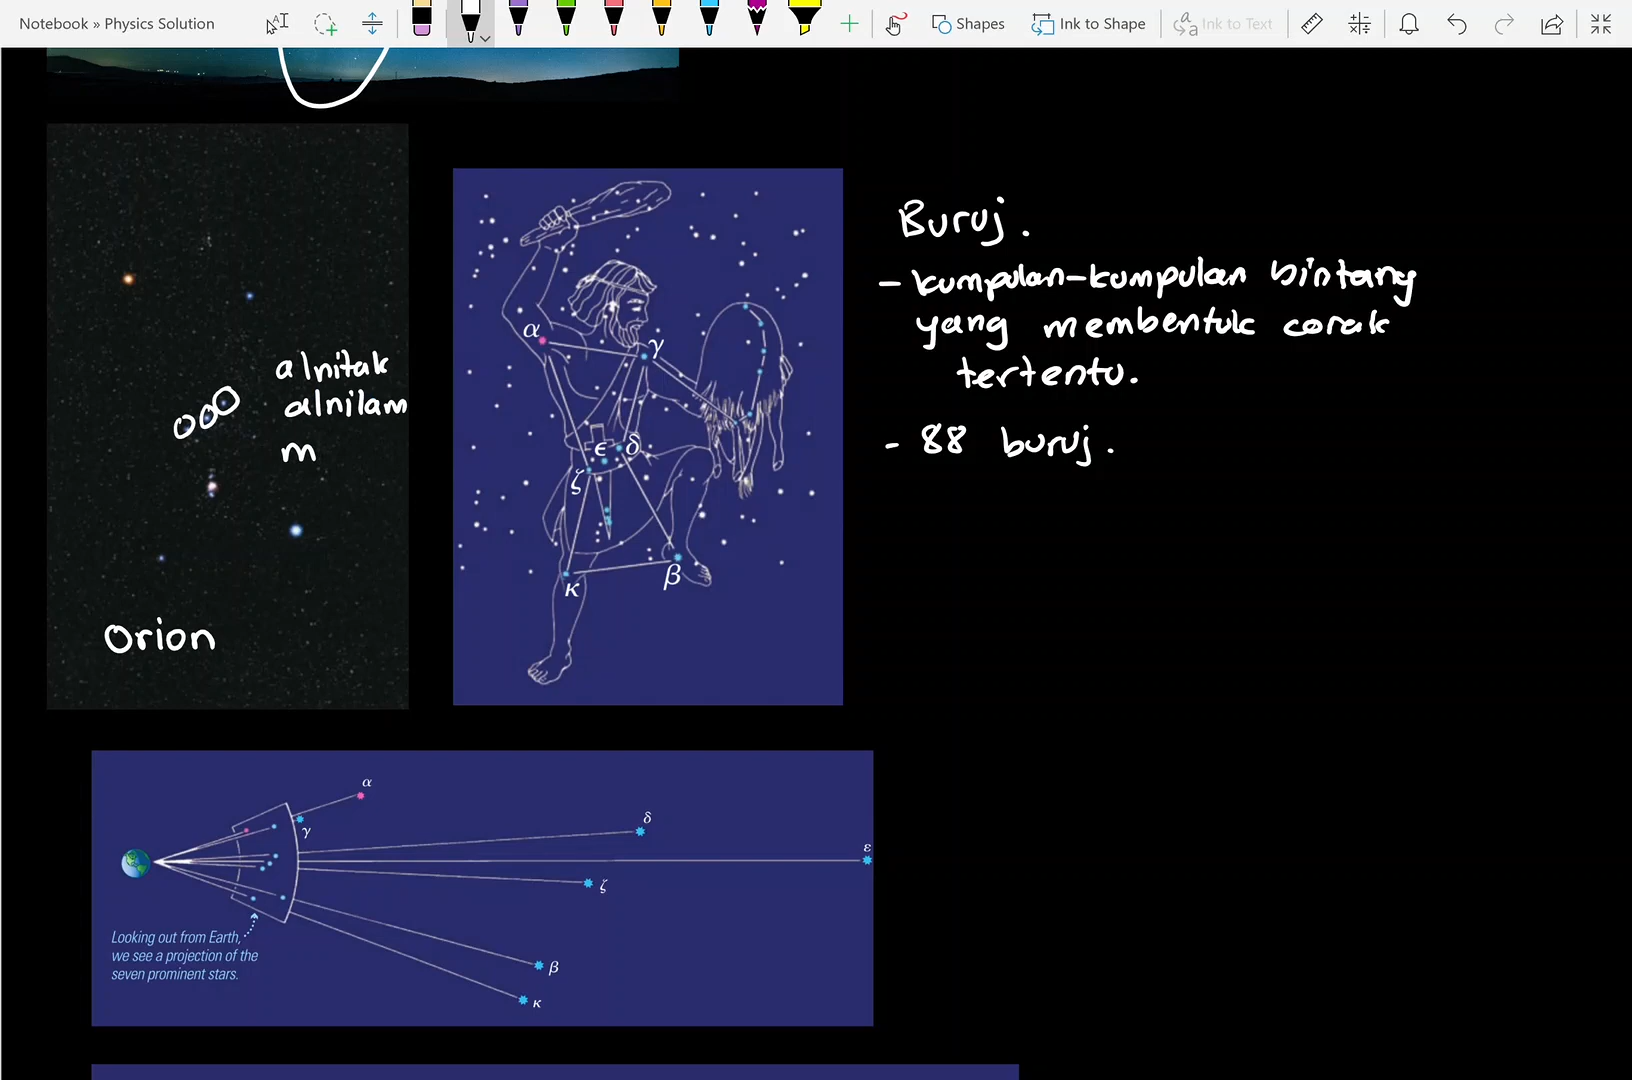 Notebook » Physics Solution
Shapes
Ink to Shape
Ink to Text
alnitak
alnilam
m
Orion
α
γ
ϵ
δ
ζ
κ
β
Buruj.
- kumpulan-kumpulan bintang
yang membentuk corak
tertentu.
- 88 buruj.
α
γ
δ
ε
ζ
β
κ
Looking out from Earth,
we see a projection of the
seven prominent stars.